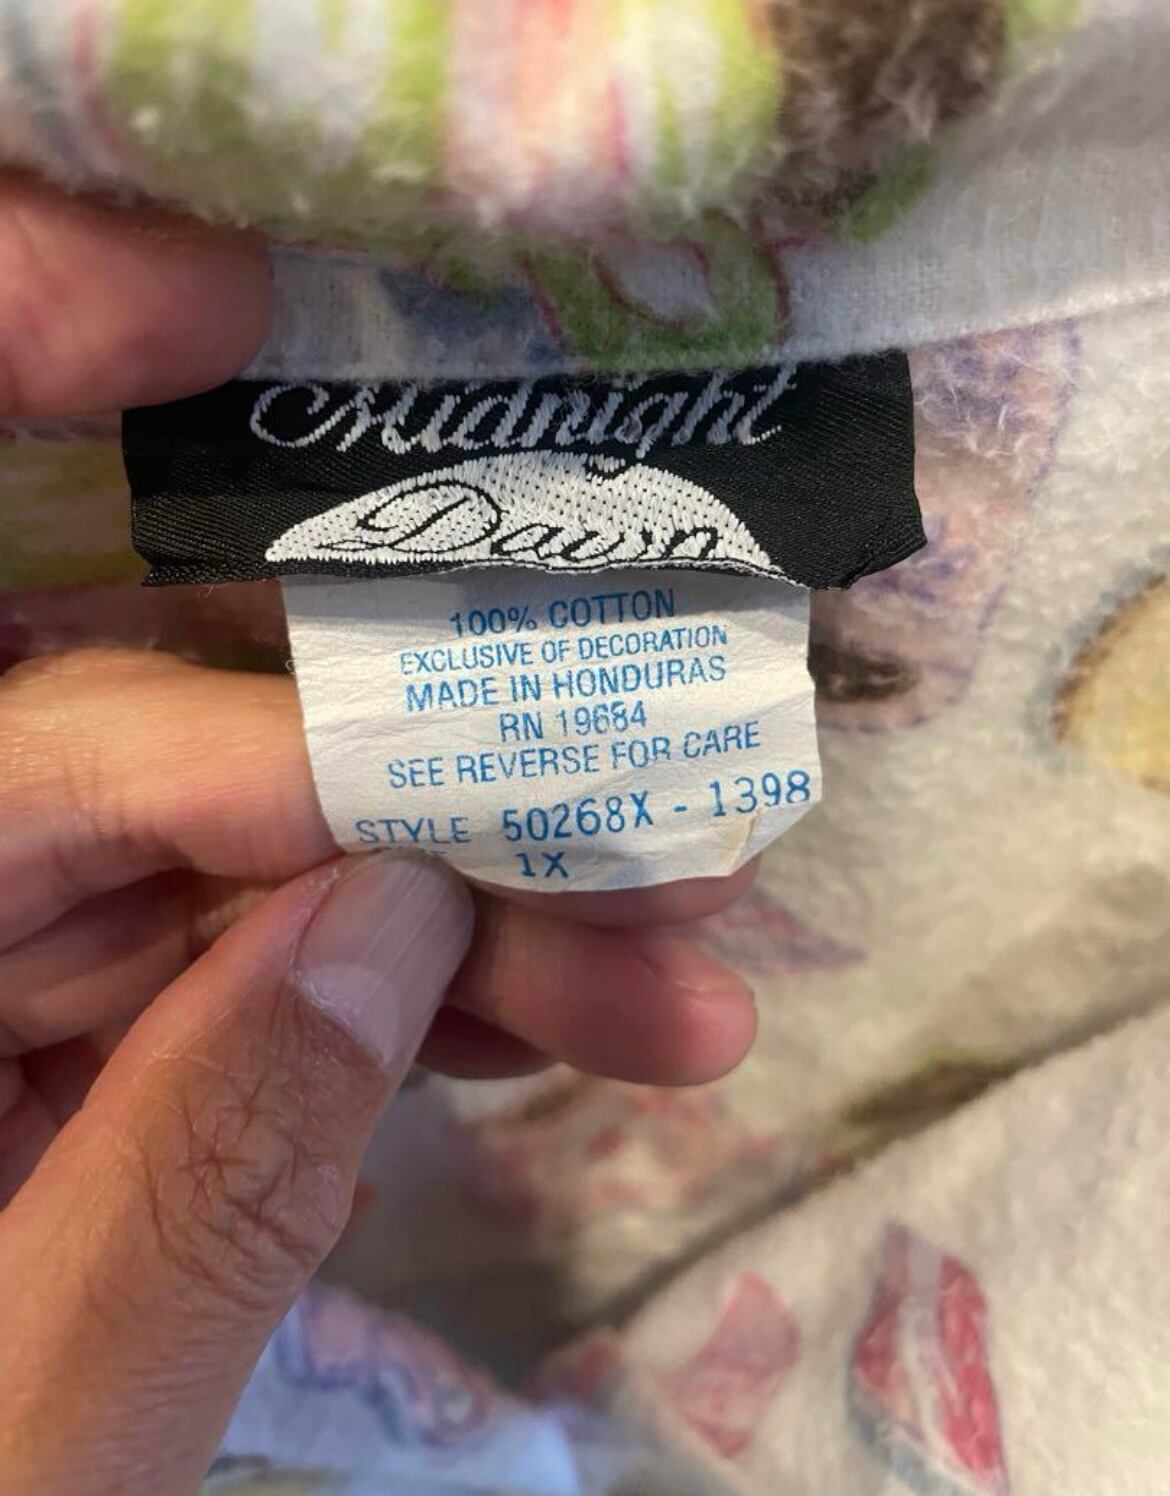 Midnight
Dawn
100% COTTON
EXCLUSIVE OF DECORATION
MADE IN HONDURAS
RN 19684
SEE REVERSE FOR CARE
STYLE 50268X - 1398
1X